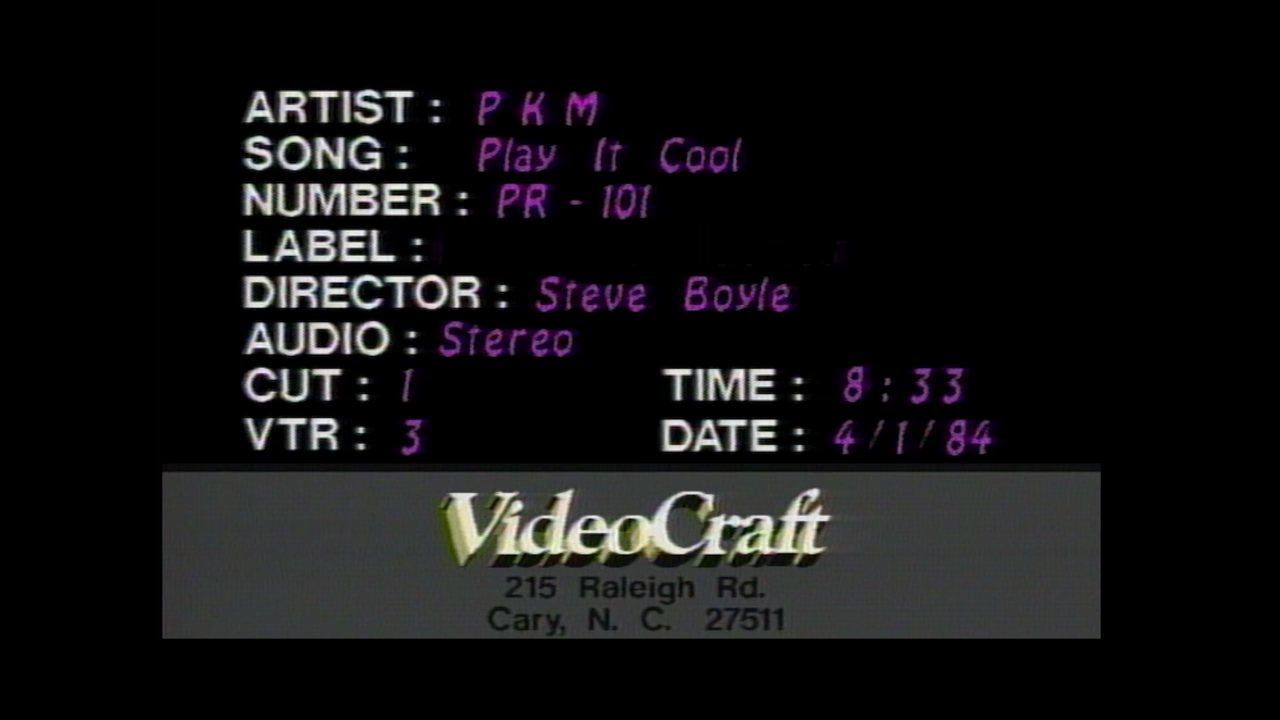 ARTIST : P K M
SONG : Play It Cool
NUMBER : PR - 101
LABEL :
DIRECTOR : Steve Boyle
AUDIO : Stereo
CUT : 1 TIME : 8 : 33
VTR : 3 DATE : 4 / 1 / 84
VideoCraft
215 Raleigh Rd.
Cary, N. C. 27511